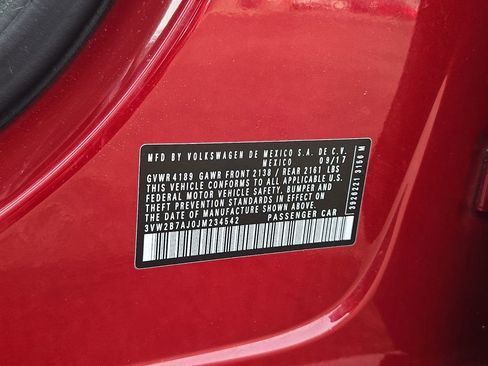 MFD BY VOLKSWAGEN DE MEXICO S.A. DE C.V.
MEXICO 09/17
GVWR 4189 GAWR FRONT 2138 / REAR 2161 LBS
THIS VEHICLE CONFORMS TO ALL APPLICABLE U.S.
FEDERAL MOTOR VEHICLE SAFETY, BUMPER AND
THEFT PREVENTION STANDARDS IN EFFECT ON
THE DATE OF MANUFACTURE SHOWN ABOVE.
3VW2B7AJ0JM234542 PASSENGER CAR
3926221 3156 M